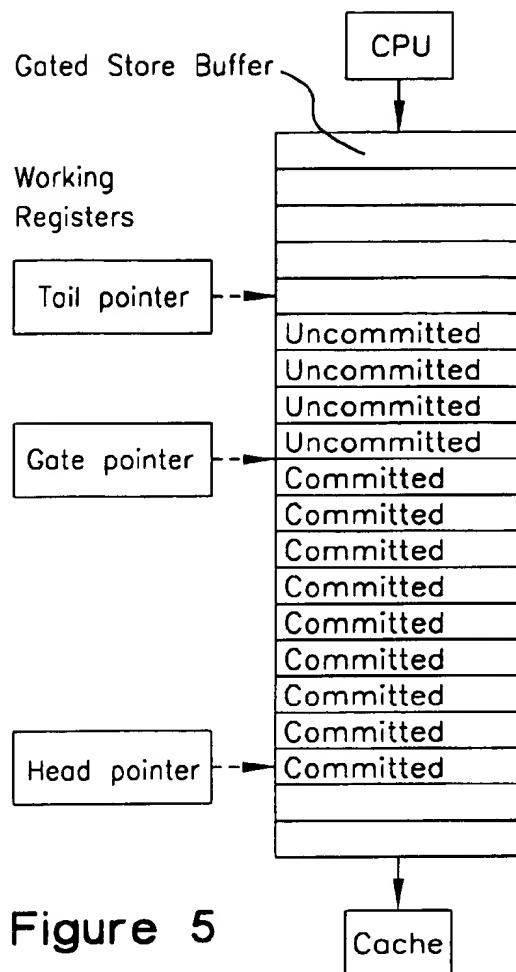 CPU
Gated Store Buffer
Working
Registers
Tail pointer
Uncommitted
Uncommitted
Uncommitted
Uncommitted
Gate pointer
Committed
Committed
Committed
Committed
Committed
Committed
Committed
Committed
Head pointer
Committed
Figure 5
Cache